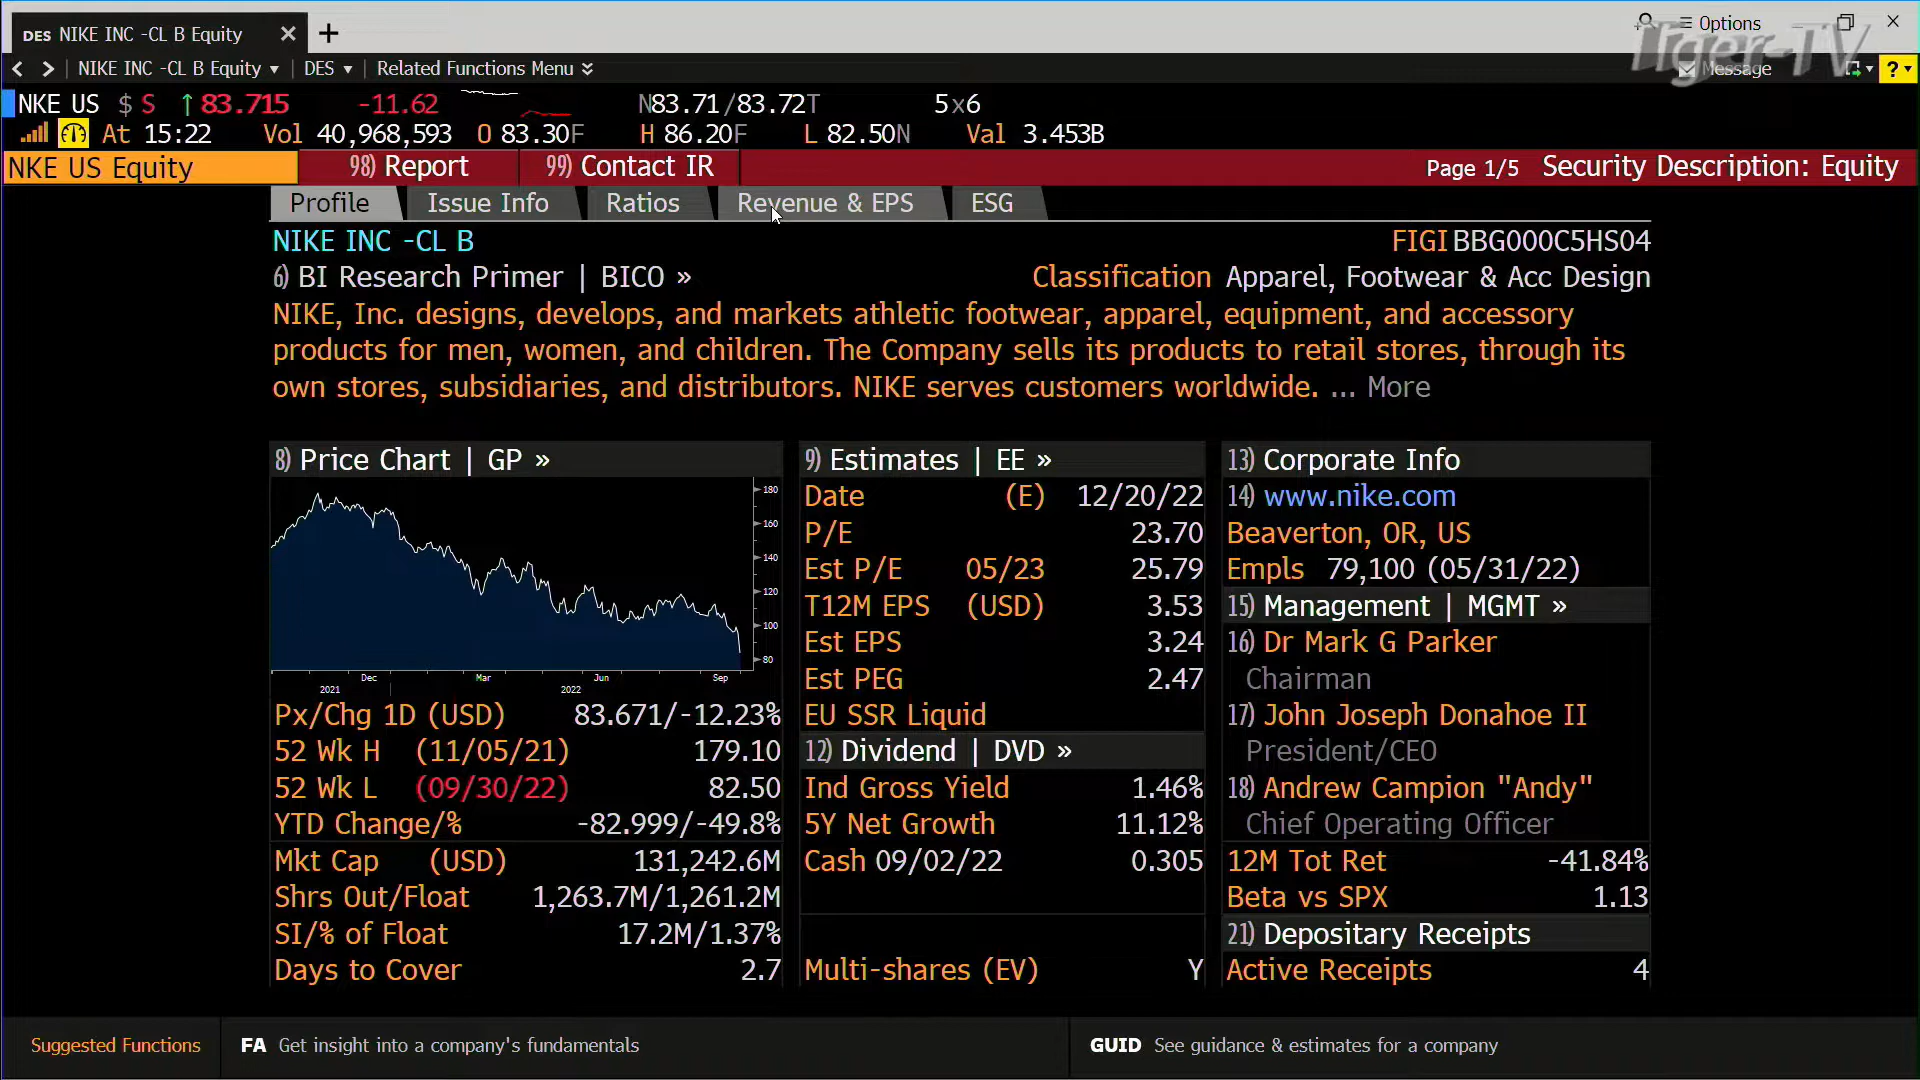 DES NIKE INC -CL B Equity
Options
Tiger-TV
NIKE INC -CL B Equity
DES
Related Functions Menu
Message
?
NKE US $ S ↑ 83.715 -11.62 N83.71/83.72T 5x6
At 15:22 Vol 40,968,593 O 83.30F H 86.20F L 82.50N Val 3.453B
NKE US Equity 98) Report 99) Contact IR Page 1/5 Security Description: Equity
Profile Issue Info Ratios Revenue & EPS ESG
NIKE INC -CL B FIGI BBG000C5HS04
6) BI Research Primer | BICO » Classification Apparel, Footwear & Acc Design
NIKE, Inc. designs, develops, and markets athletic footwear, apparel, equipment, and accessory
products for men, women, and children. The Company sells its products to retail stores, through its
own stores, subsidiaries, and distributors. NIKE serves customers worldwide. ... More
8) Price Chart | GP »
180
160
140
120
100
80
Dec Mar Jun Sep
2021 2022
Px/Chg 1D (USD) 83.671/-12.23%
52 Wk H (11/05/21) 179.10
52 Wk L (09/30/22) 82.50
YTD Change/% -82.999/-49.8%
Mkt Cap (USD) 131,242.6M
Shrs Out/Float 1,263.7M/1,261.2M
SI/% of Float 17.2M/1.37%
Days to Cover 2.7
9) Estimates | EE »
Date (E) 12/20/22
P/E 23.70
Est P/E 05/23 25.79
T12M EPS (USD) 3.53
Est EPS 3.24
Est PEG 2.47
EU SSR Liquid
12) Dividend | DVD »
Ind Gross Yield 1.46%
5Y Net Growth 11.12%
Cash 09/02/22 0.305
Multi-shares (EV) Y
13) Corporate Info
14) www.nike.com
Beaverton, OR, US
Empls 79,100 (05/31/22)
15) Management | MGMT »
16) Dr Mark G Parker
Chairman
17) John Joseph Donahoe II
President/CEO
18) Andrew Campion "Andy"
Chief Operating Officer
12M Tot Ret -41.84%
Beta vs SPX 1.13
21) Depositary Receipts
Active Receipts 4
Suggested Functions FA Get insight into a company's fundamentals GUID See guidance & estimates for a company